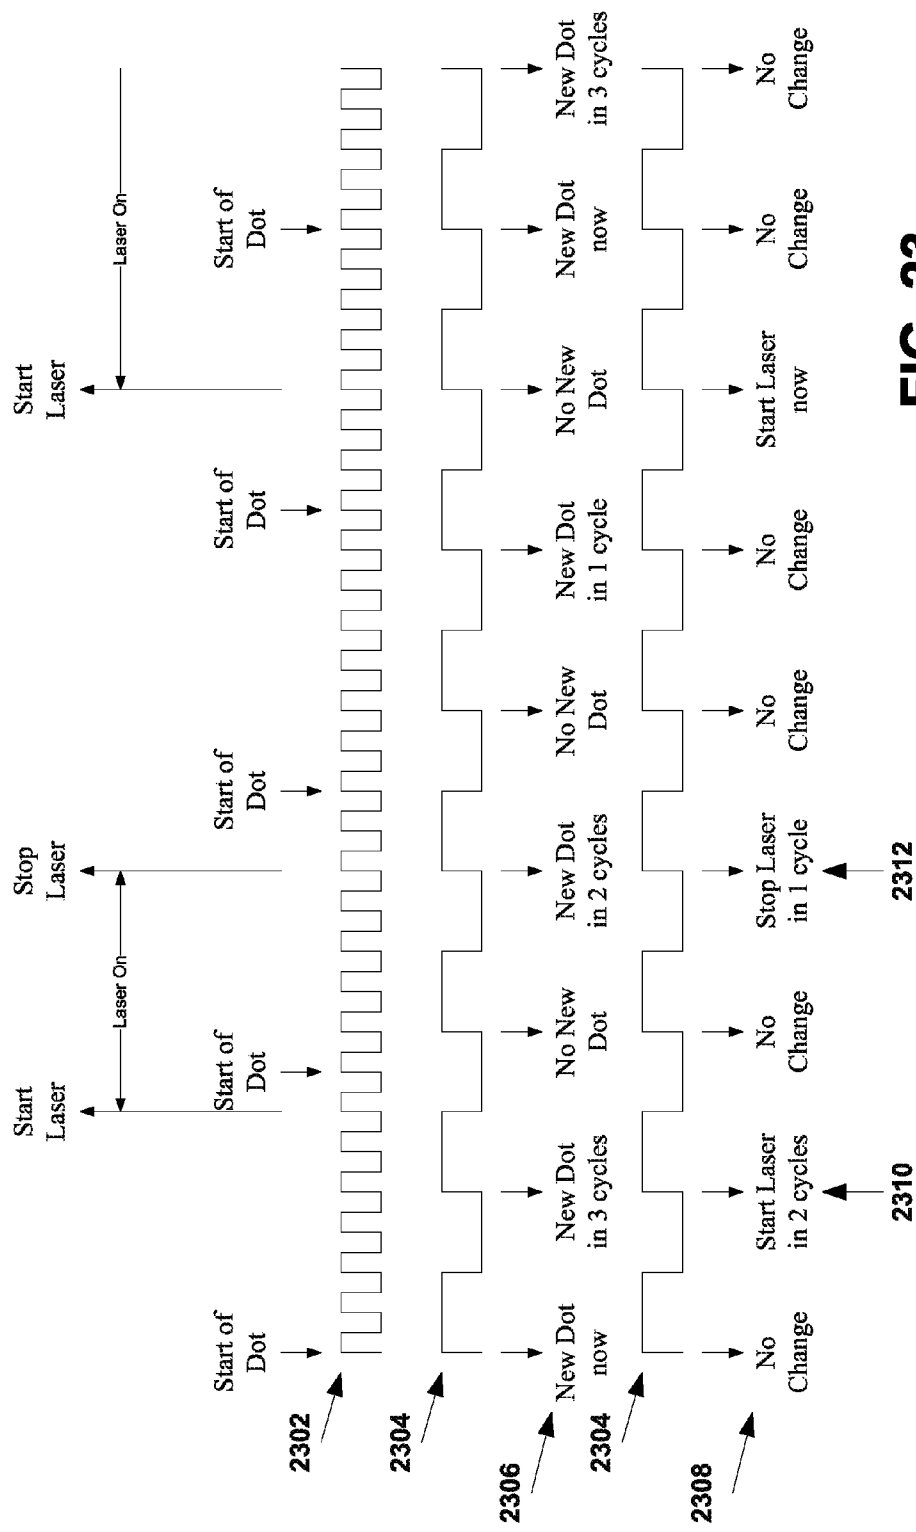 Start
Laser
Stop
Laser
Start
Laser
Laser On
Laser On
Start of
Dot
Start of
Dot
Start of
Dot
Start of
Dot
Start of
Dot
2302
2304
2306
New Dot
now
New Dot
in 3 cycles
No New
Dot
New Dot
in 2 cycles
No New
Dot
New Dot
in 1 cycle
No New
Dot
New Dot
now
New Dot
in 3 cycles
2304
2308
No
Change
Start Laser
in 2 cycles
No
Change
Stop Laser
in 1 cycle
No
Change
No
Change
Start Laser
now
No
Change
No
Change
2310
2312
FIG. 23